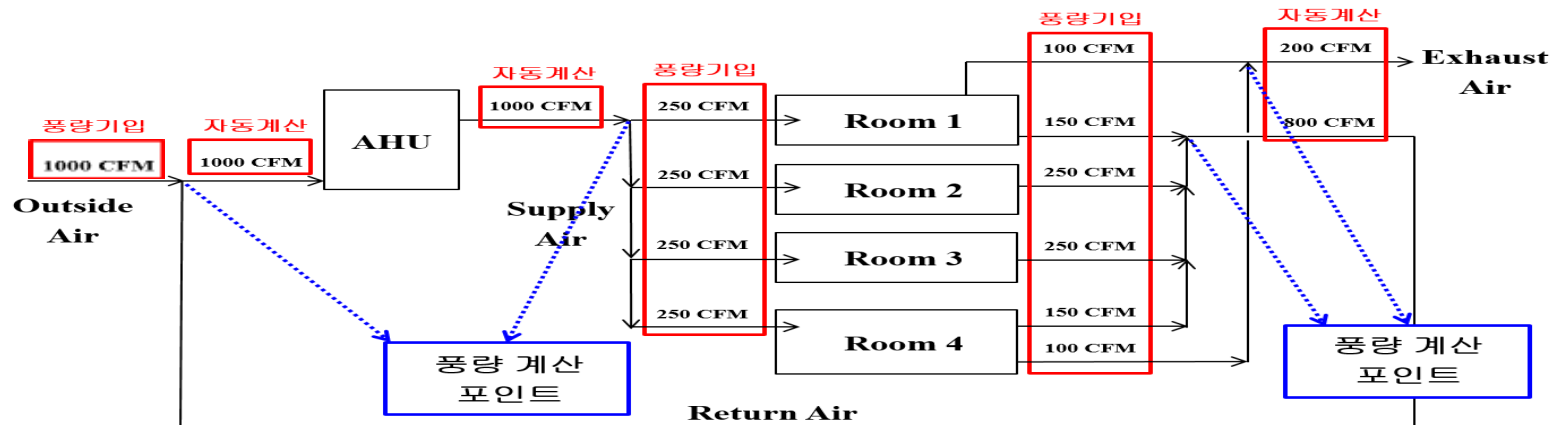 풍량기입
자동계산
100 CFM
200 CFM
Exhaust
Air
자동계산
풍량기입
1000 CFM
250 CFM
Room 1
150 CFM
800 CFM
풍량기입
자동계산
AHU
1000 CFM
1000 CFM
250 CFM
Room 2
250 CFM
Outside
Air
Supply
Air
250 CFM
Room 3
250 CFM
250 CFM
Room 4
150 CFM
100 CFM
풍량 계산
포인트
풍량 계산
포인트
Return Air